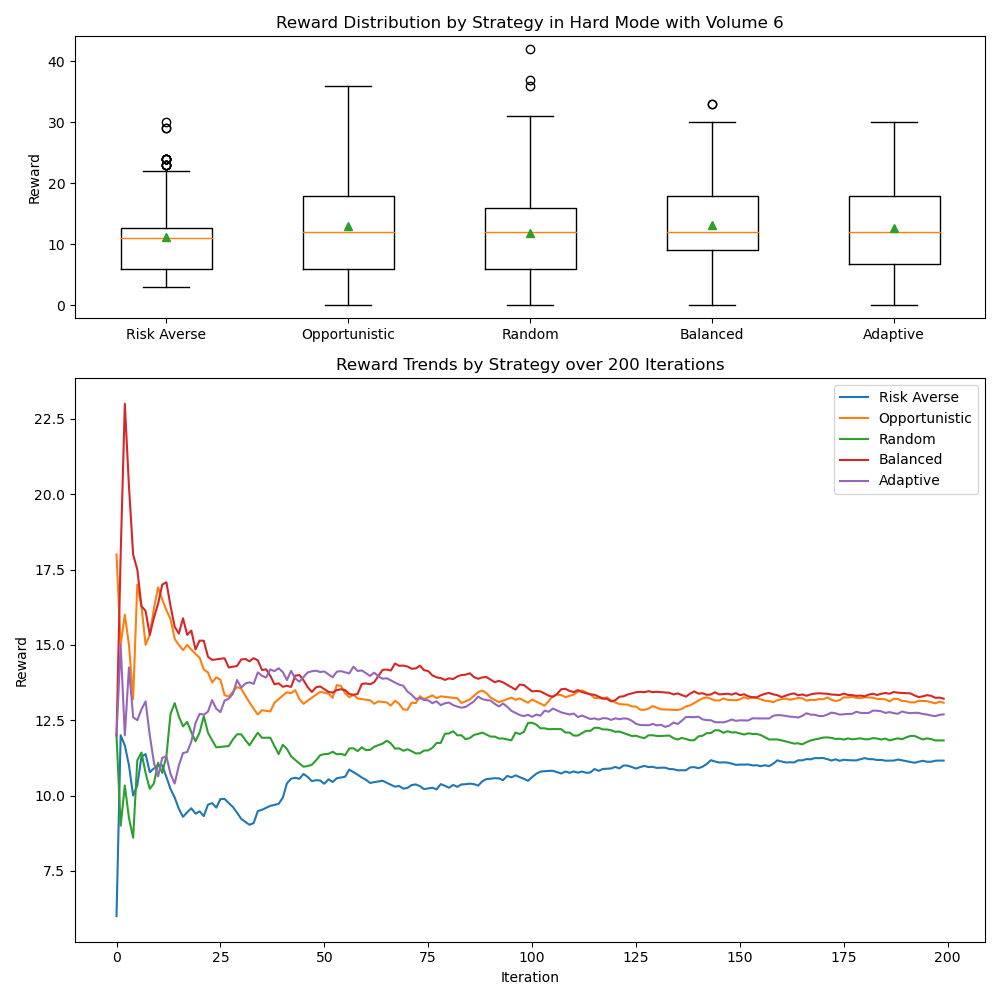 Reward Distribution by Strategy in Hard Mode with Volume 6
Reward
40
30
20
10
0
Risk Averse
Opportunistic
Random
Balanced
Adaptive
Reward Trends by Strategy over 200 Iterations
Reward
22.5
20.0
17.5
15.0
12.5
10.0
7.5
Risk Averse
Opportunistic
Random
Balanced
Adaptive
0
25
50
75
100
125
150
175
200
Iteration